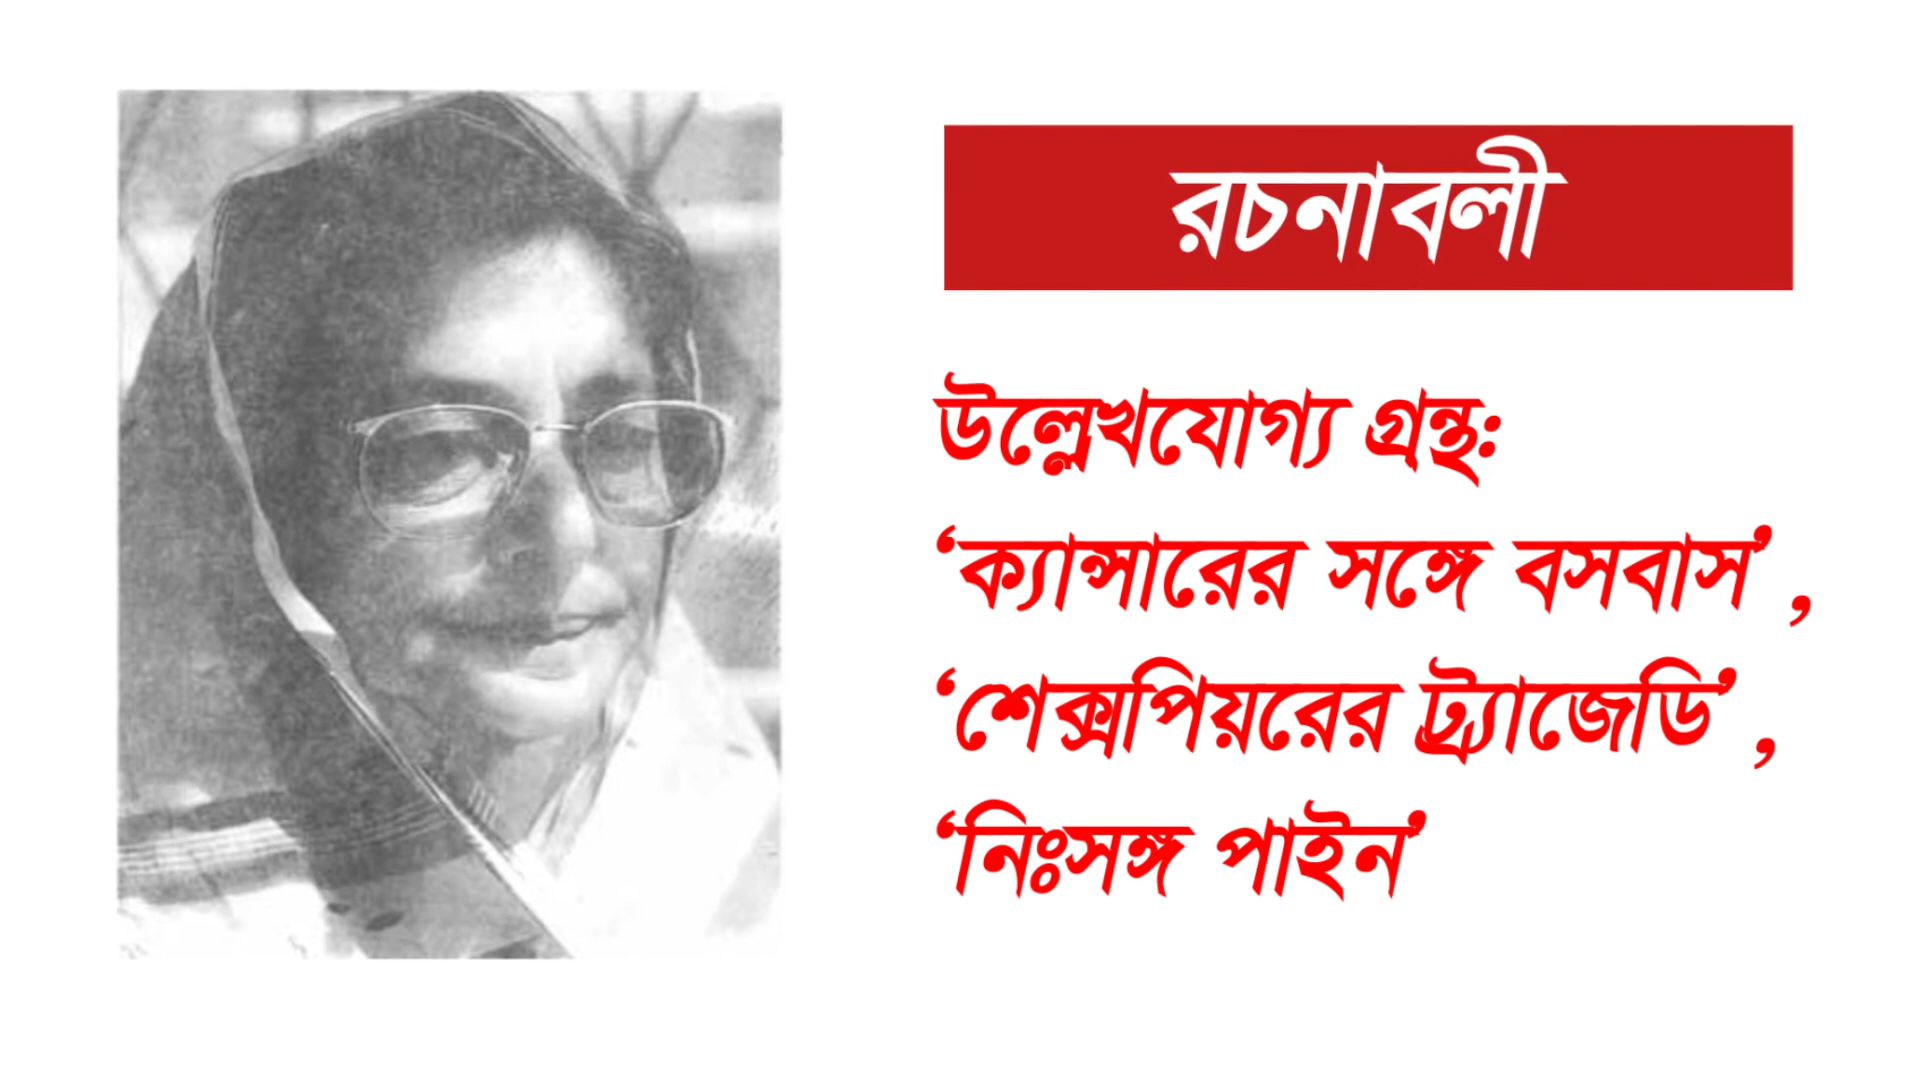 রচনাবলী
উল্লেখযোগ্য গ্রন্থ:
‘ক্যান্সারের সঙ্গে বসবাস’ ,
‘শেক্সপিয়রের ট্র্যাজেডি’ ,
‘নিঃসঙ্গ পাইন’